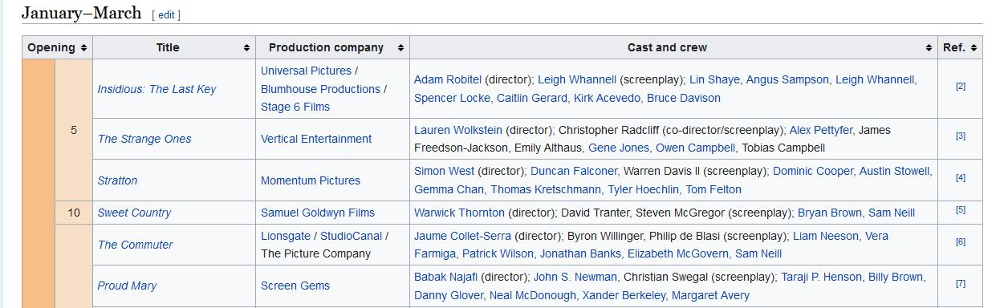 January–March [ edit ]
Opening Title Production company Cast and crew Ref.
5
Insidious: The Last Key
Universal Pictures /
Blumhouse Productions /
Stage 6 Films
Adam Robitel (director); Leigh Whannell (screenplay); Lin Shaye, Angus Sampson, Leigh Whannell,
Spencer Locke, Caitlin Gerard, Kirk Acevedo, Bruce Davison
[2]
The Strange Ones
Vertical Entertainment
Lauren Wolkstein (director); Christopher Radcliff (co-director/screenplay); Alex Pettyfer, James
Freedson-Jackson, Emily Althaus, Gene Jones, Owen Campbell, Tobias Campbell
[3]
Stratton
Momentum Pictures
Simon West (director); Duncan Falconer, Warren Davis II (screenplay); Dominic Cooper, Austin Stowell,
Gemma Chan, Thomas Kretschmann, Tyler Hoechlin, Tom Felton
[4]
10
Sweet Country
Samuel Goldwyn Films
Warwick Thornton (director); David Tranter, Steven McGregor (screenplay); Bryan Brown, Sam Neill
[5]
The Commuter
Lionsgate / StudioCanal /
The Picture Company
Jaume Collet-Serra (director); Byron Willinger, Philip de Blasi (screenplay); Liam Neeson, Vera
Farmiga, Patrick Wilson, Jonathan Banks, Elizabeth McGovern, Sam Neill
[6]
Proud Mary
Screen Gems
Babak Najafi (director); John S. Newman, Christian Swegal (screenplay); Taraji P. Henson, Billy Brown,
Danny Glover, Neal McDonough, Xander Berkeley, Margaret Avery
[7]